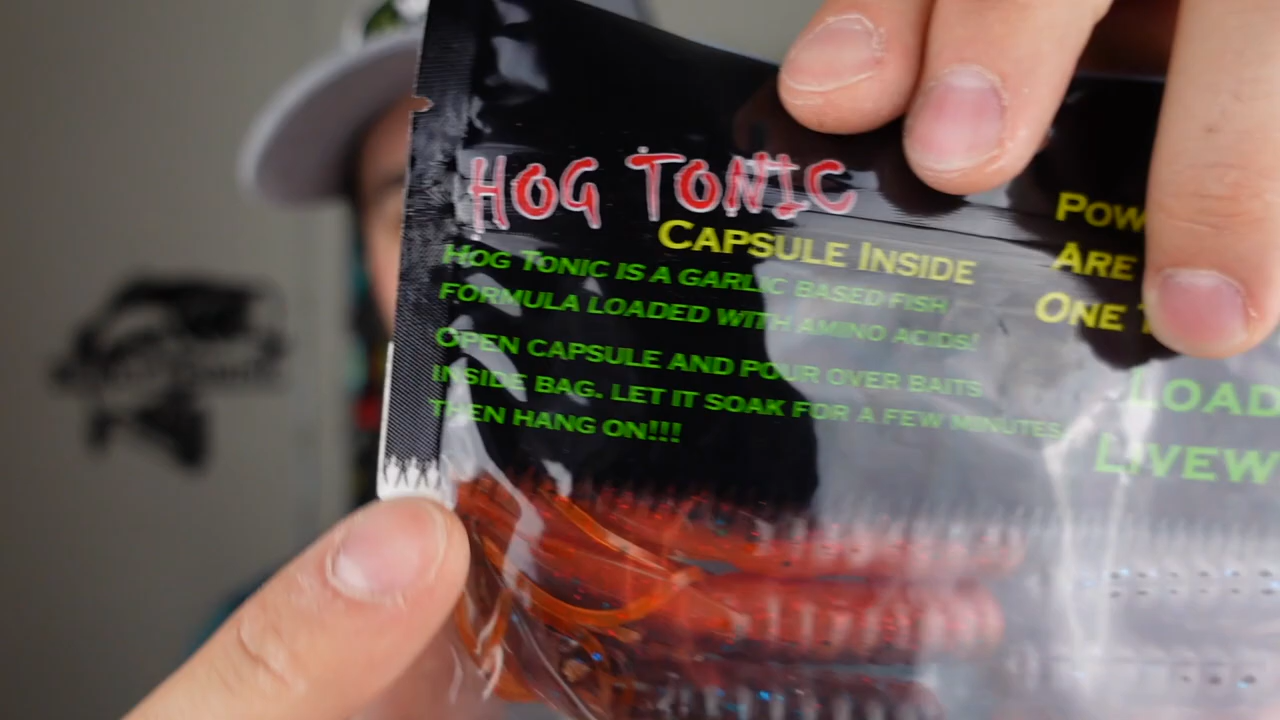 HOG TONIC
CAPSULE INSIDE
HOG TONIC IS A GARLIC BASED FISH
FORMULA LOADED WITH AMINO ACIDS!
OPEN CAPSULE AND POUR OVER BAITS
INSIDE BAG. LET IT SOAK FOR A FEW MINUTES
THEN HANG ON!!!
POW
ARE
ONE
LOAD
LIVEW